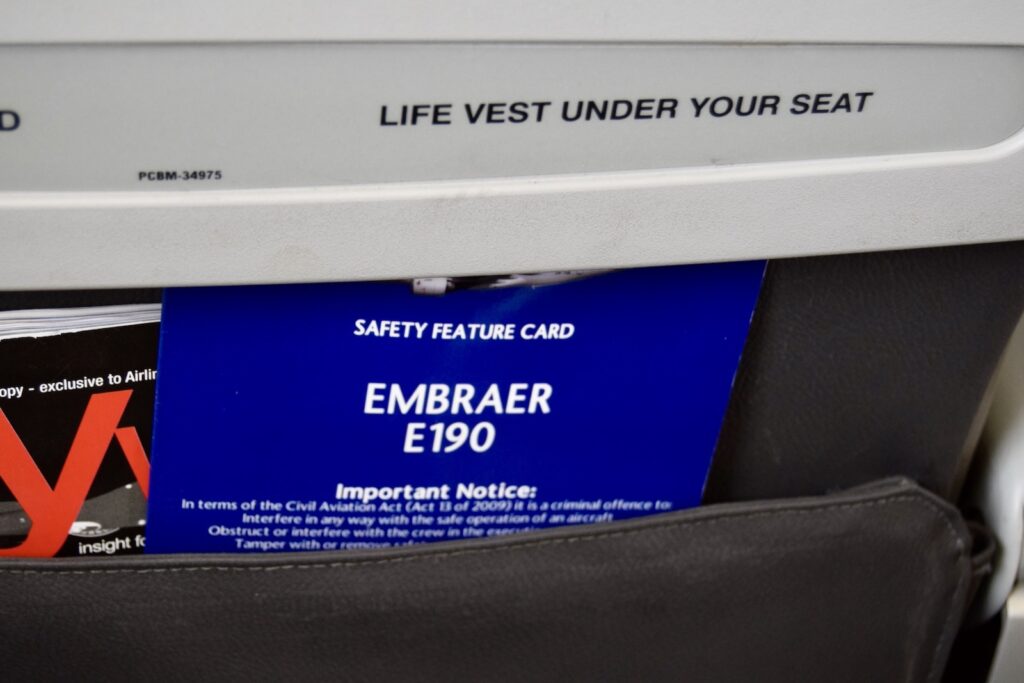 D
LIFE VEST UNDER YOUR SEAT
PCBM-34975
SAFETY FEATURE CARD
EMBRAER
E190
Important Notice:
In terms of the Civil Aviation Act (Act 13 of 2009) it is a criminal offence to:
Interfere in any way with the safe operation of an aircraft
Obstruct or interfere with the crew in the
Tamper with or remove
opy - exclusive to Airlin
yw
insight fo